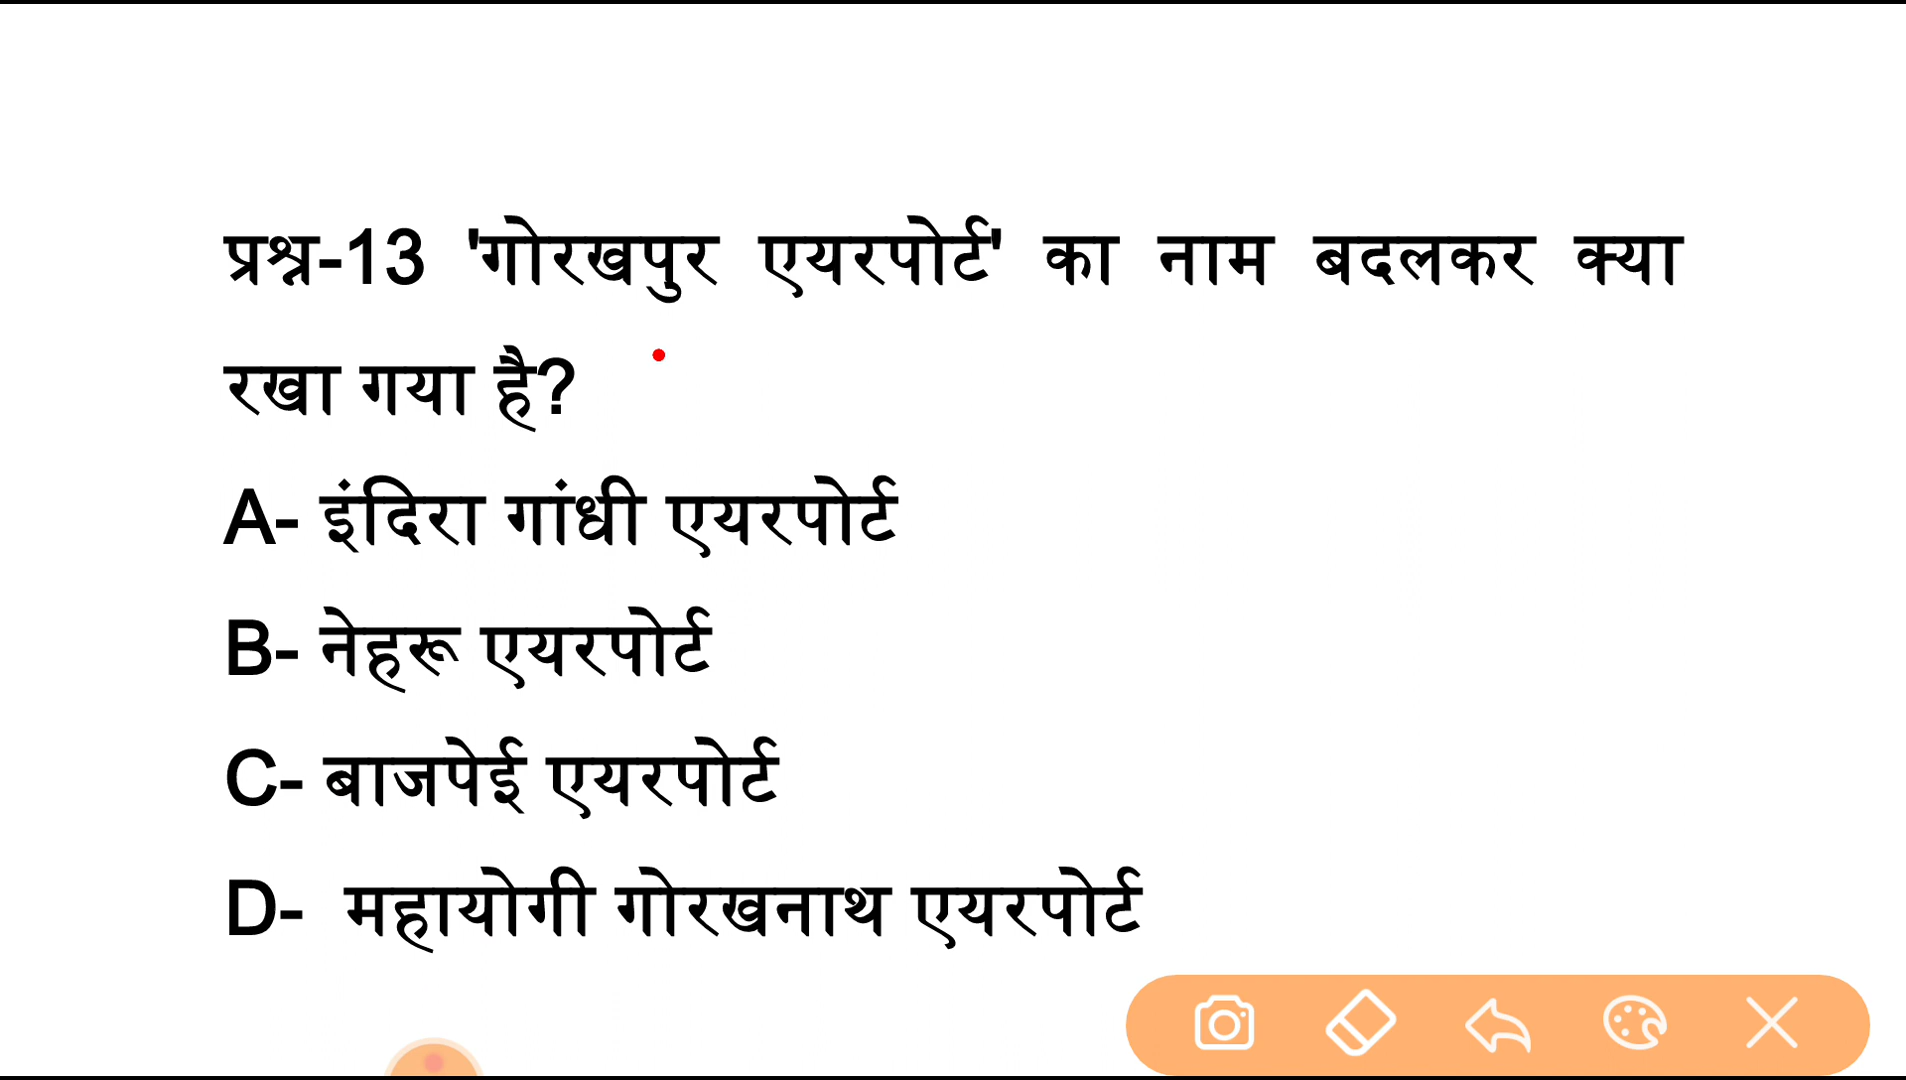 प्रश्न-13 'गोरखपुर एयरपोर्ट' का नाम बदलकर क्या
रखा गया है?
A- इंदिरा गांधी एयरपोर्ट
B- नेहरू एयरपोर्ट
C- बाजपेई एयरपोर्ट
D- महायोगी गोरखनाथ एयरपोर्ट